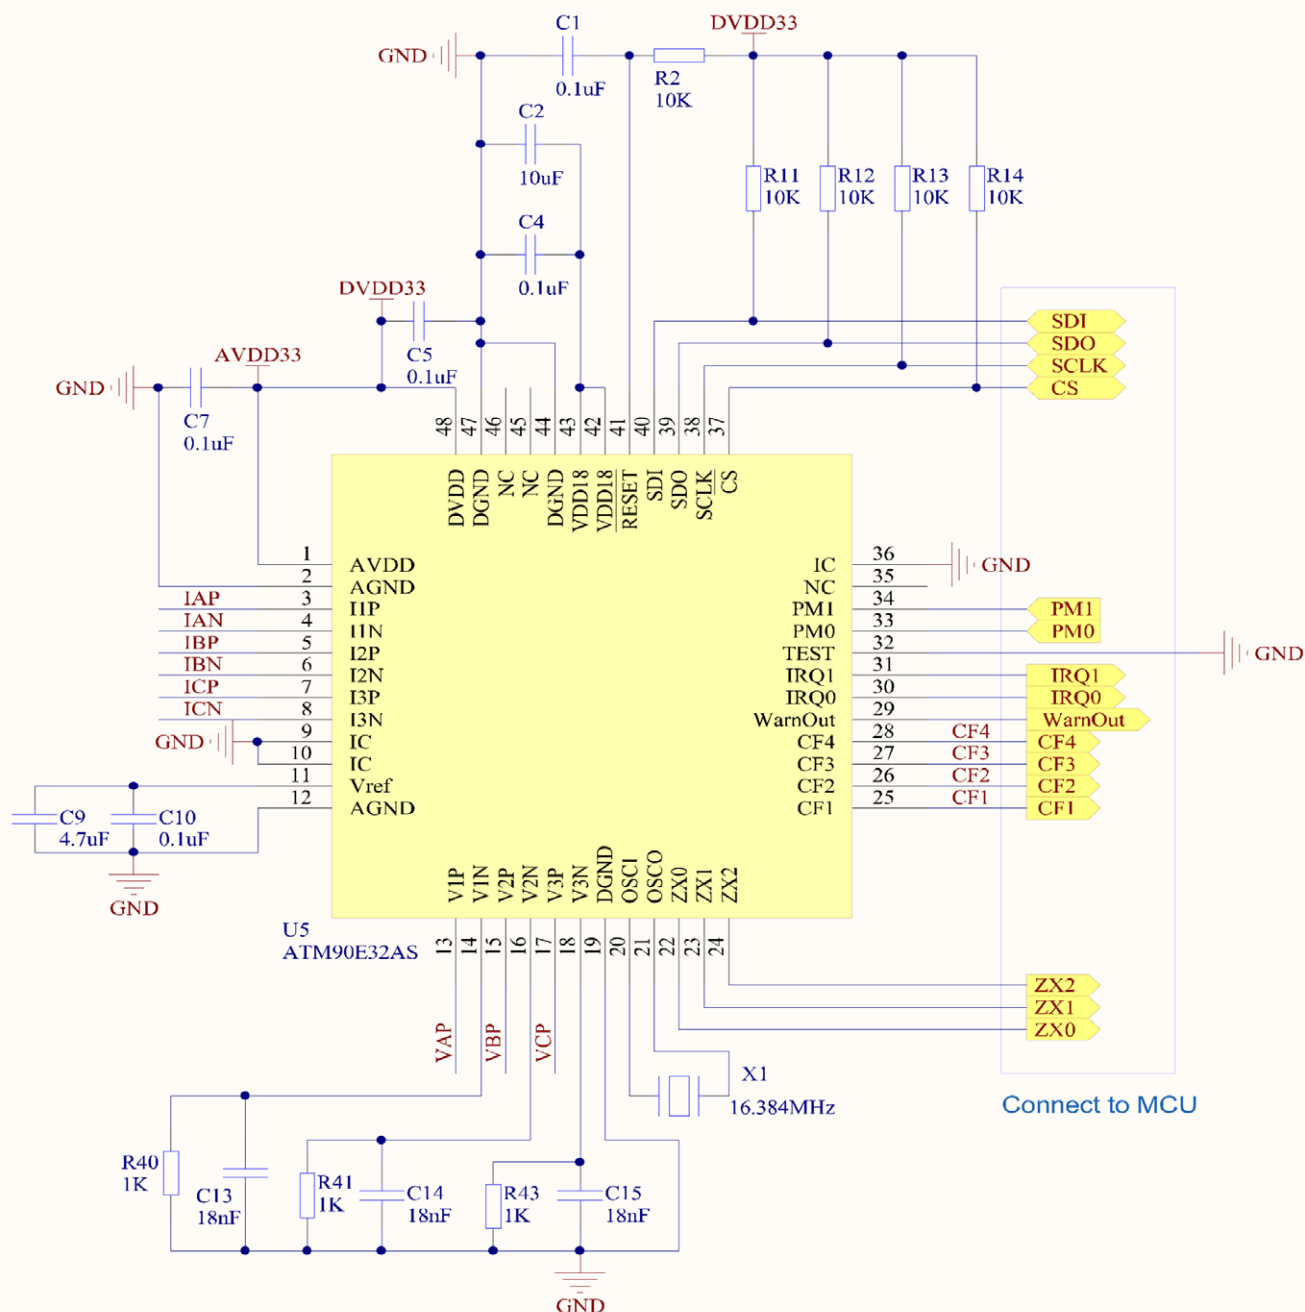 C1
DVDD33
GND
0.1uF
R2
10K
C2
10uF
R11
10K
R12
10K
R13
10K
R14
10K
C4
0.1uF
DVDD33
C5
0.1uF
AVDD33
GND
C7
0.1uF
SDI
SDO
SCLK
CS
48
47
46
45
44
43
42
41
40
39
38
37
DVDD
DGND
NC
NC
DGND
VDD18
VDD18
RESET
SDI
SDO
SCLK
CS
1 AVDD
2 AGND
IAP 3 I1P
IAN 4 I1N
IBP 5 I2P
IBN 6 I2N
ICP 7 I3P
ICN 8 I3N
GND 9 IC
10 IC
11 Vref
12 AGND
IC 36 GND
NC 35
PM1 34 PM1
PM0 33 PM0
TEST 32 GND
IRQ1 31 IRQ1
IRQ0 30 IRQ0
WarnOut 29 WarnOut
CF4 28 CF4 CF4
CF3 27 CF3 CF3
CF2 26 CF2 CF2
CF1 25 CF1 CF1
C9
4.7uF
C10
0.1uF
GND
V1P
V1N
V2P
V2N
V3P
V3N
DGND
OSCI
OSCO
ZX0
ZX1
ZX2
U5
ATM90E32AS
13
14
15
16
17
18
19
20
21
22
23
24
ZX2
ZX1
ZX0
VAP
VBP
VCP
X1
16.384MHz
Connect to MCU
R40
1K
C13
18nF
R41
1K
C14
18nF
R43
1K
C15
18nF
GND